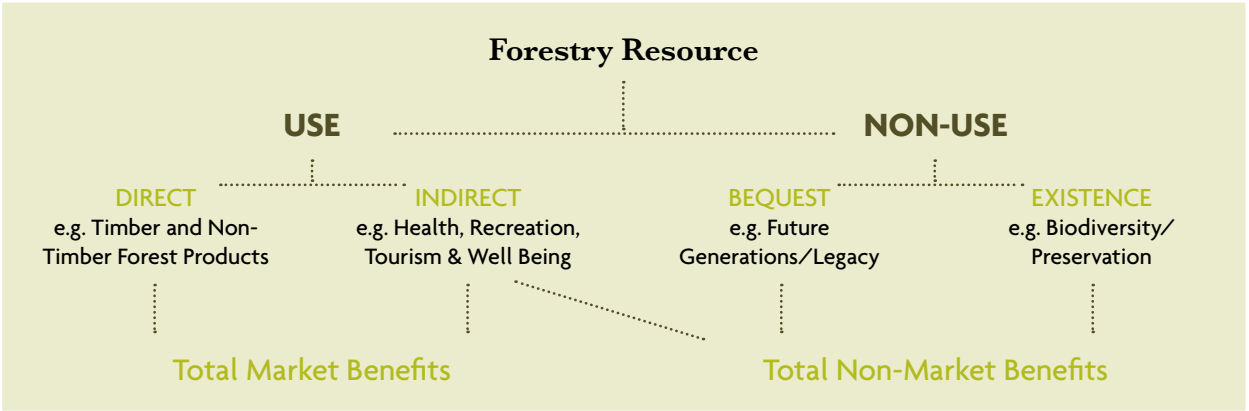 Forestry Resource
USE
NON-USE
DIRECT
e.g. Timber and Non-
Timber Forest Products
INDIRECT
e.g. Health, Recreation,
Tourism & Well Being
BEQUEST
e.g. Future
Generations/Legacy
EXISTENCE
e.g. Biodiversity/
Preservation
Total Market Benefits
Total Non-Market Benefits